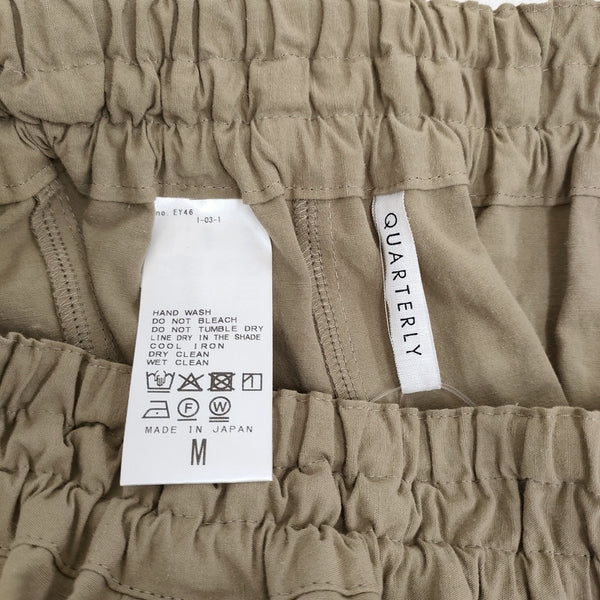 no. EY46
1-03-1
HAND WASH
DO NOT BLEACH
DO NOT TUMBLE DRY
LINE DRY IN THE SHADE
COOL IRON
DRY CLEAN
WET CLEAN
F W
MADE IN JAPAN
M
QUARTERLY